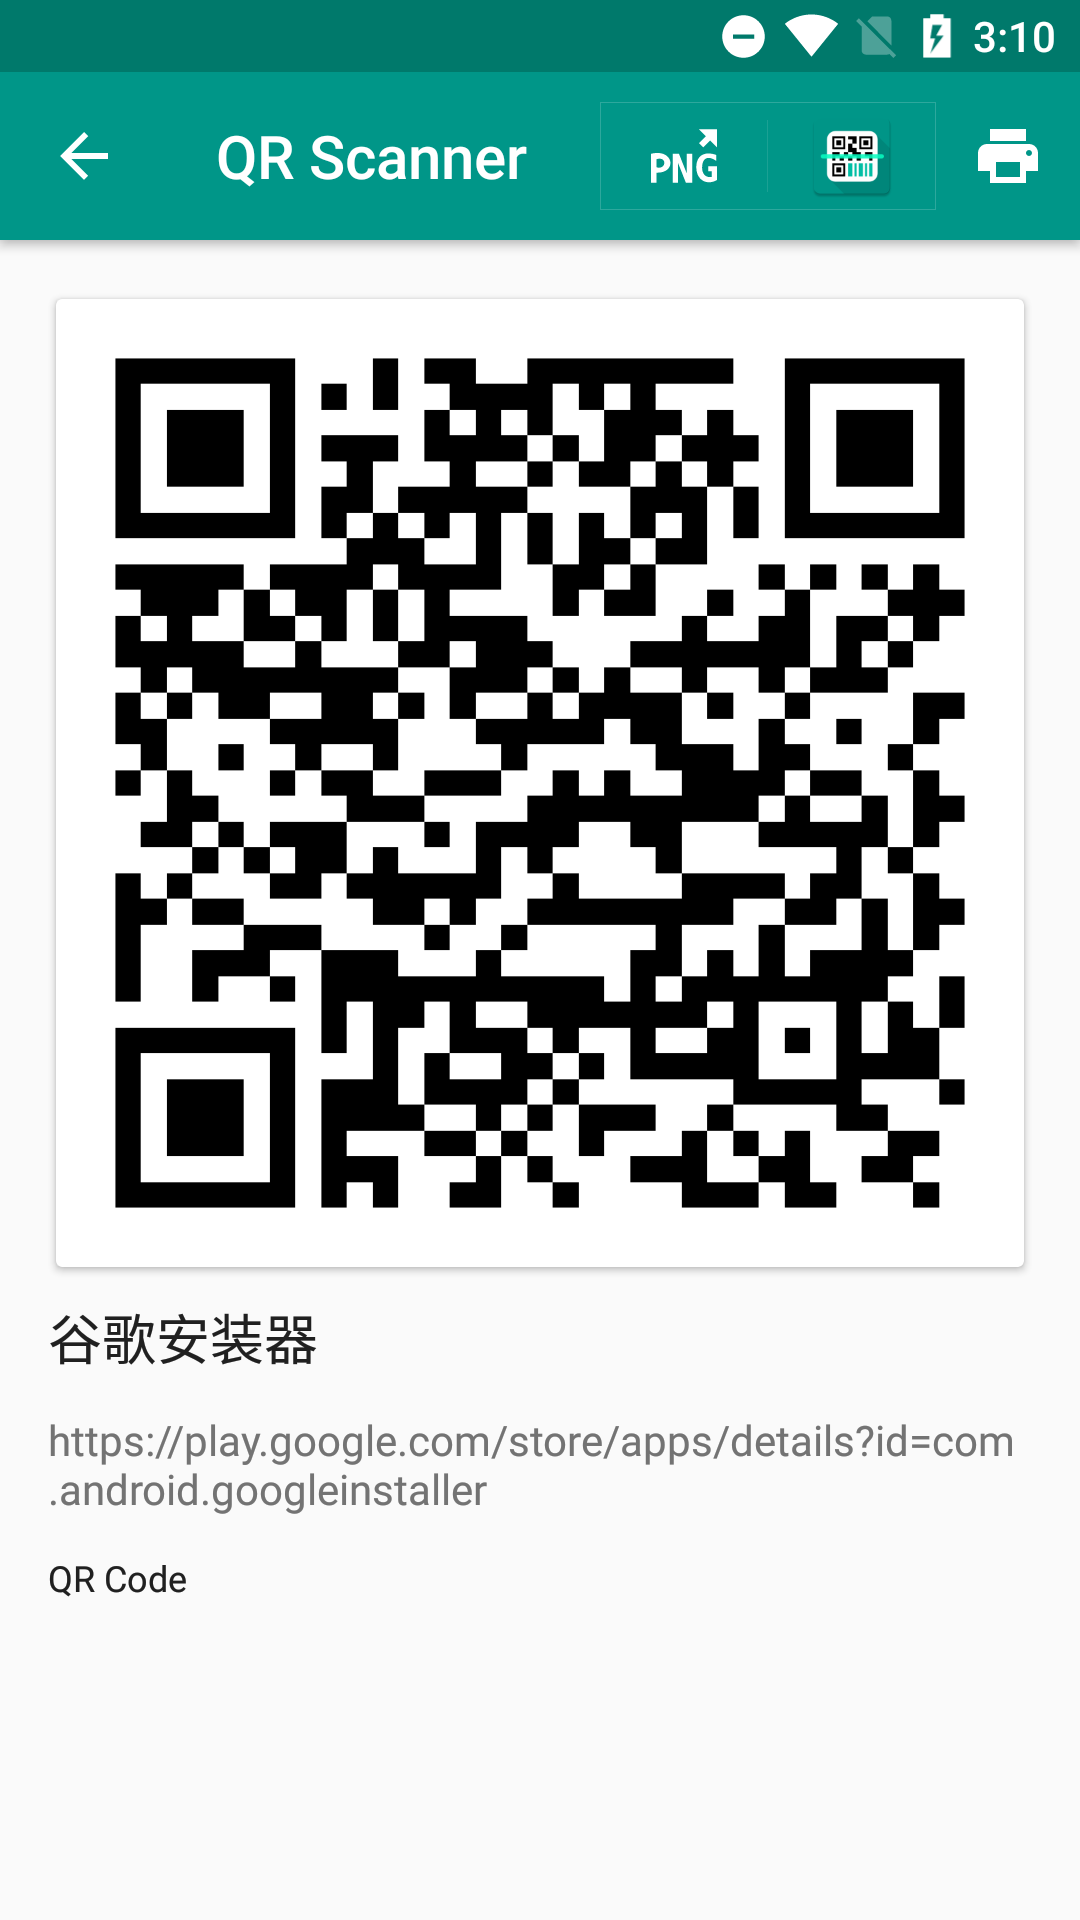 3:10
QR Scanner
PNG
谷歌安装器
https://play.google.com/store/apps/details?id=com
.android.googleinstaller
QR Code